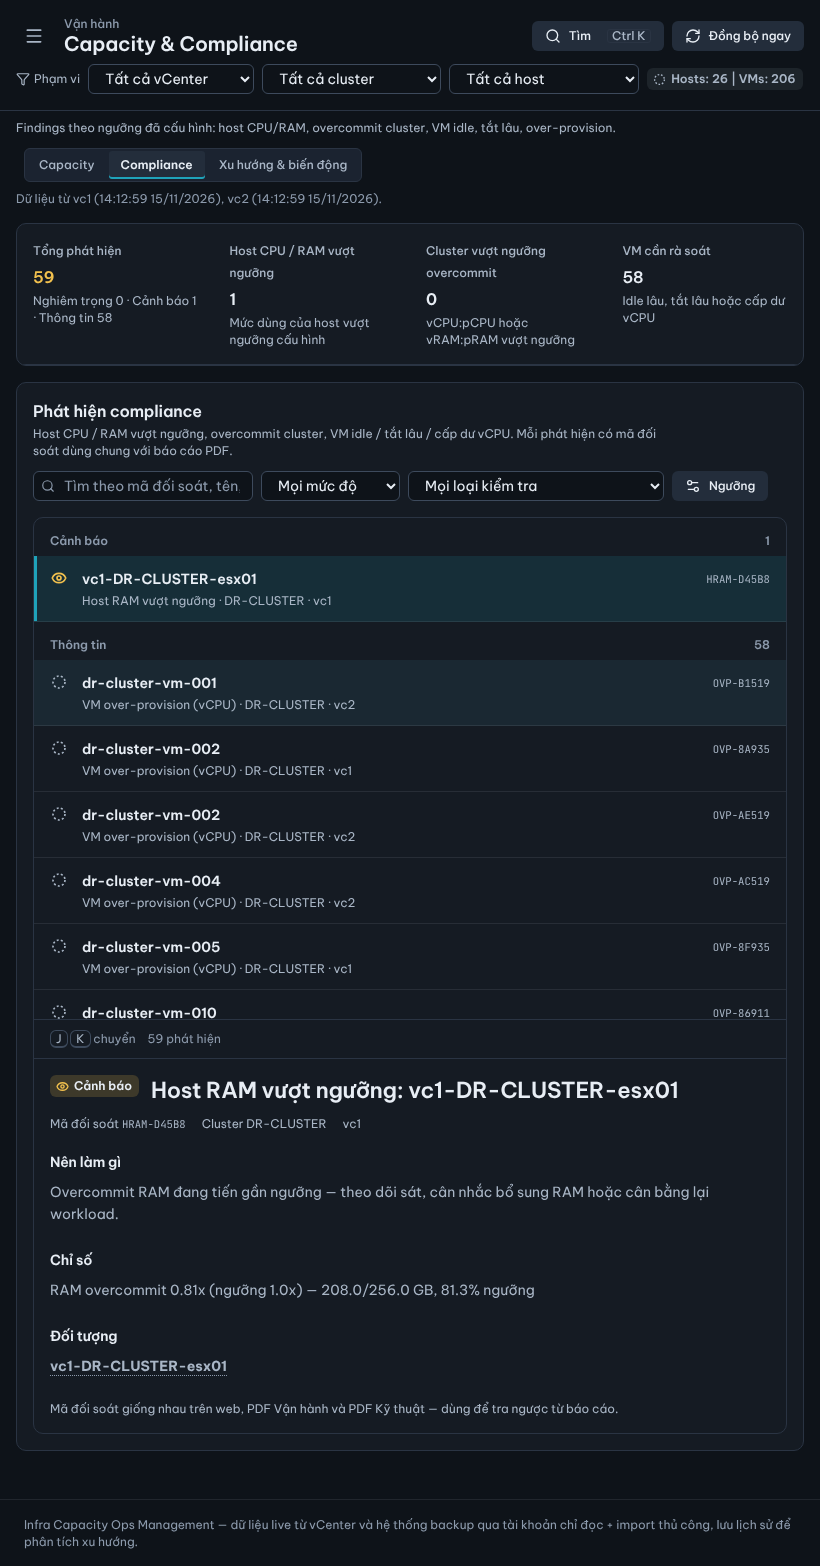 Vận hành
Capacity & Compliance
Tìm Ctrl K
Đồng bộ ngay
Phạm vi
Tất cả vCenter
Tất cả cluster
Tất cả host
Hosts: 26 | VMs: 206
Findings theo ngưỡng đã cấu hình: host CPU/RAM, overcommit cluster, VM idle, tắt lâu, over-provision.
Capacity
Compliance
Xu hướng & biến động
Dữ liệu từ vc1 (14:12:59 15/11/2026), vc2 (14:12:59 15/11/2026).
Tổng phát hiện
59
Nghiêm trọng 0 · Cảnh báo 1
· Thông tin 58
Host CPU / RAM vượt
ngưỡng
1
Mức dùng của host vượt
ngưỡng cấu hình
Cluster vượt ngưỡng
overcommit
0
vCPU:pCPU hoặc
vRAM:pRAM vượt ngưỡng
VM cần rà soát
58
Idle lâu, tắt lâu hoặc cấp dư
vCPU
Phát hiện compliance
Host CPU / RAM vượt ngưỡng, overcommit cluster, VM idle / tắt lâu / cấp dư vCPU. Mỗi phát hiện có mã đối
soát dùng chung với báo cáo PDF.
Tìm theo mã đối soát, tên,
Mọi mức độ
Mọi loại kiểm tra
Ngưỡng
Cảnh báo 1
vc1-DR-CLUSTER-esx01 HRAM-D45B8
Host RAM vượt ngưỡng · DR-CLUSTER · vc1
Thông tin 58
dr-cluster-vm-001 OVP-B1519
VM over-provision (vCPU) · DR-CLUSTER · vc2
dr-cluster-vm-002 OVP-8A935
VM over-provision (vCPU) · DR-CLUSTER · vc1
dr-cluster-vm-002 OVP-AE519
VM over-provision (vCPU) · DR-CLUSTER · vc2
dr-cluster-vm-004 OVP-AC519
VM over-provision (vCPU) · DR-CLUSTER · vc2
dr-cluster-vm-005 OVP-8F935
VM over-provision (vCPU) · DR-CLUSTER · vc1
dr-cluster-vm-010 OVP-86911
J K chuyển 59 phát hiện
Cảnh báo Host RAM vượt ngưỡng: vc1-DR-CLUSTER-esx01
Mã đối soát HRAM-D45B8 Cluster DR-CLUSTER vc1
Nên làm gì
Overcommit RAM đang tiến gần ngưỡng — theo dõi sát, cân nhắc bổ sung RAM hoặc cân bằng lại
workload.
Chỉ số
RAM overcommit 0.81x (ngưỡng 1.0x) — 208.0/256.0 GB, 81.3% ngưỡng
Đối tượng
vc1-DR-CLUSTER-esx01
Mã đối soát giống nhau trên web, PDF Vận hành và PDF Kỹ thuật — dùng để tra ngược từ báo cáo.
Infra Capacity Ops Management — dữ liệu live từ vCenter và hệ thống backup qua tài khoản chỉ đọc + import thủ công, lưu lịch sử để
phân tích xu hướng.